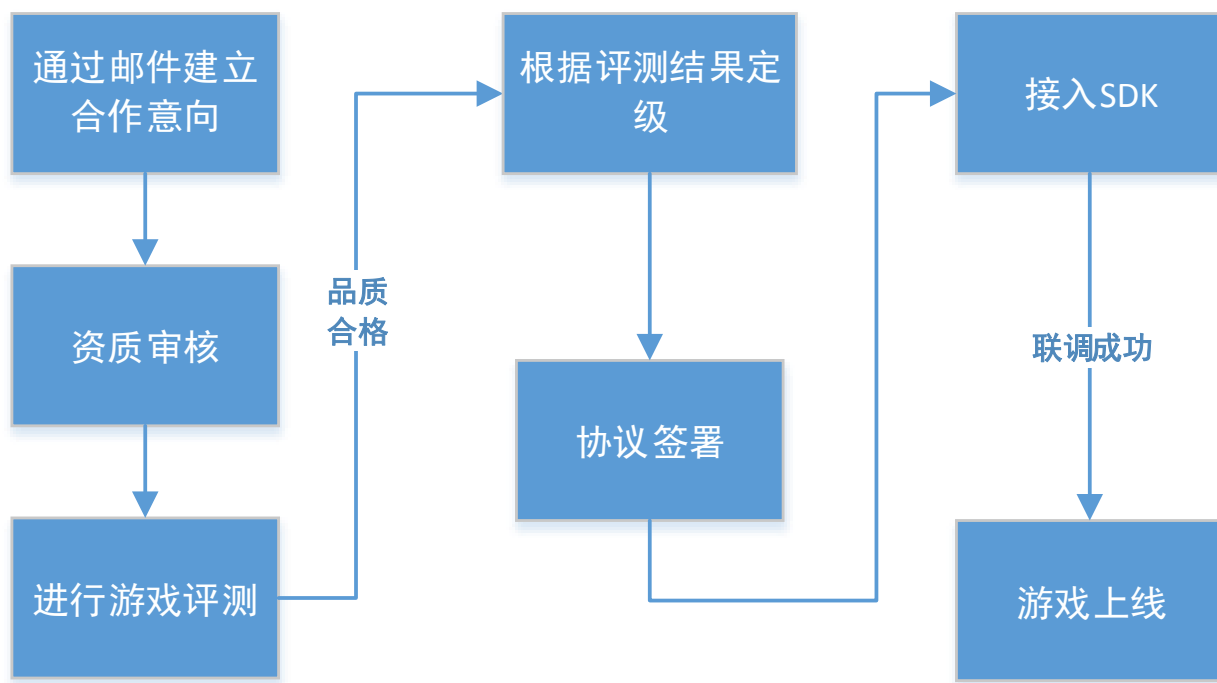 通过邮件建立
合作意向
资质审核
进行游戏评测
品质
合格
根据评测结果定
级
协议签署
接入SDK
联调成功
游戏上线